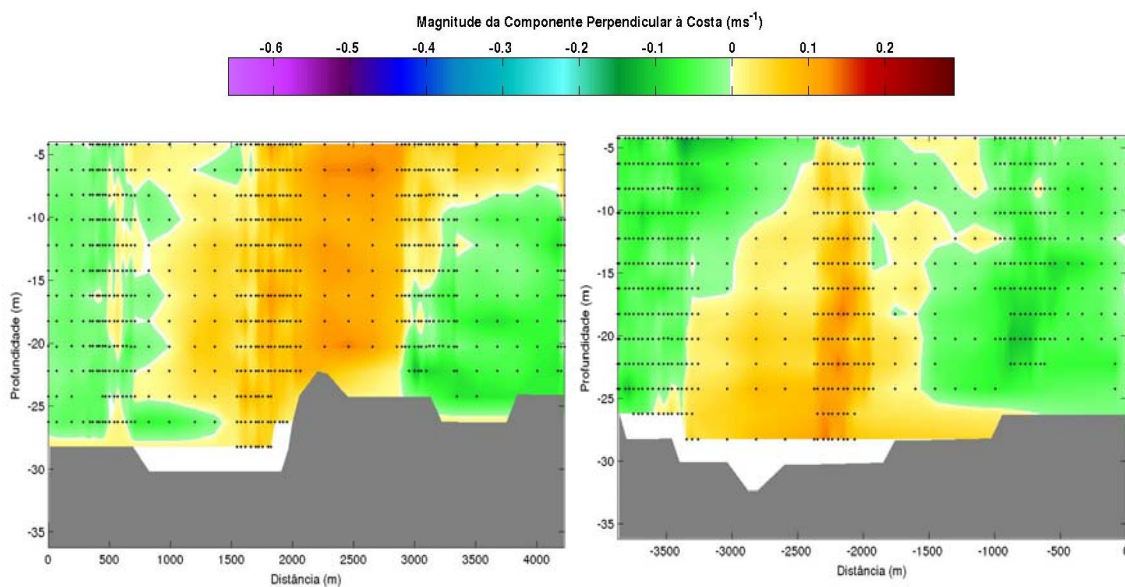 Magnitude da Componente Perpendicular à Costa (ms⁻¹)
-0.6 -0.5 -0.4 -0.3 -0.2 -0.1 0 0.1 0.2
-5
-10
-15
-20
-25
-30
-35
Profundidade (m)
0 500 1000 1500 2000 2500 3000 3500 4000
Distância (m)
-5
-10
-15
-20
-25
-30
-35
Profundidade (m)
-3500 -3000 -2500 -2000 -1500 -1000 -500 0
Distância (m)